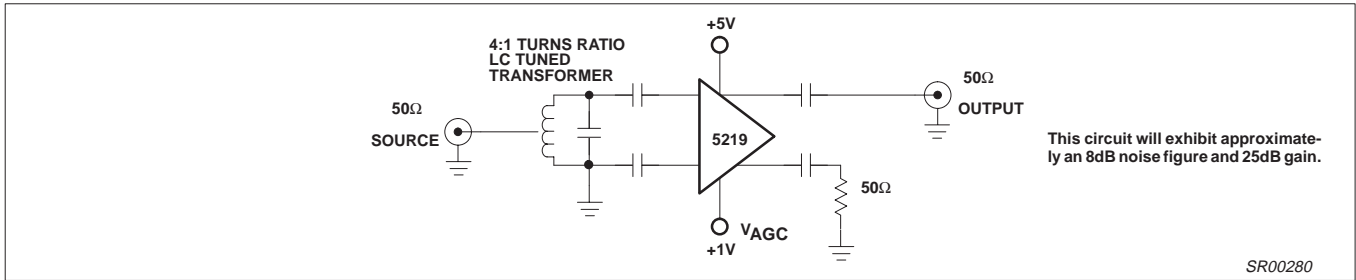 +5V
4:1 TURNS RATIO
LC TUNED
TRANSFORMER
50Ω
SOURCE
5219
50Ω
OUTPUT
This circuit will exhibit approximate-
ly an 8dB noise figure and 25dB gain.
50Ω
VAGC
+1V
SR00280